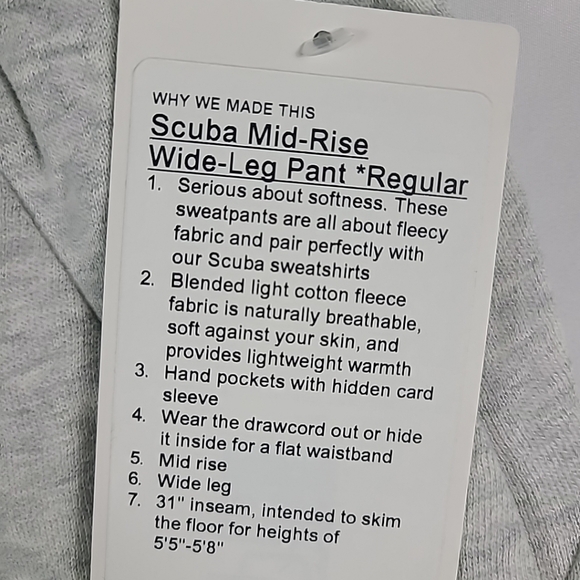 WHY WE MADE THIS
Scuba Mid-Rise
Wide-Leg Pant *Regular
1. Serious about softness. These
sweatpants are all about fleecy
fabric and pair perfectly with
our Scuba sweatshirts
2. Blended light cotton fleece
fabric is naturally breathable,
soft against your skin, and
provides lightweight warmth
3. Hand pockets with hidden card
sleeve
4. Wear the drawcord out or hide
it inside for a flat waistband
5. Mid rise
6. Wide leg
7. 31" inseam, intended to skim
the floor for heights of
5'5"-5'8"